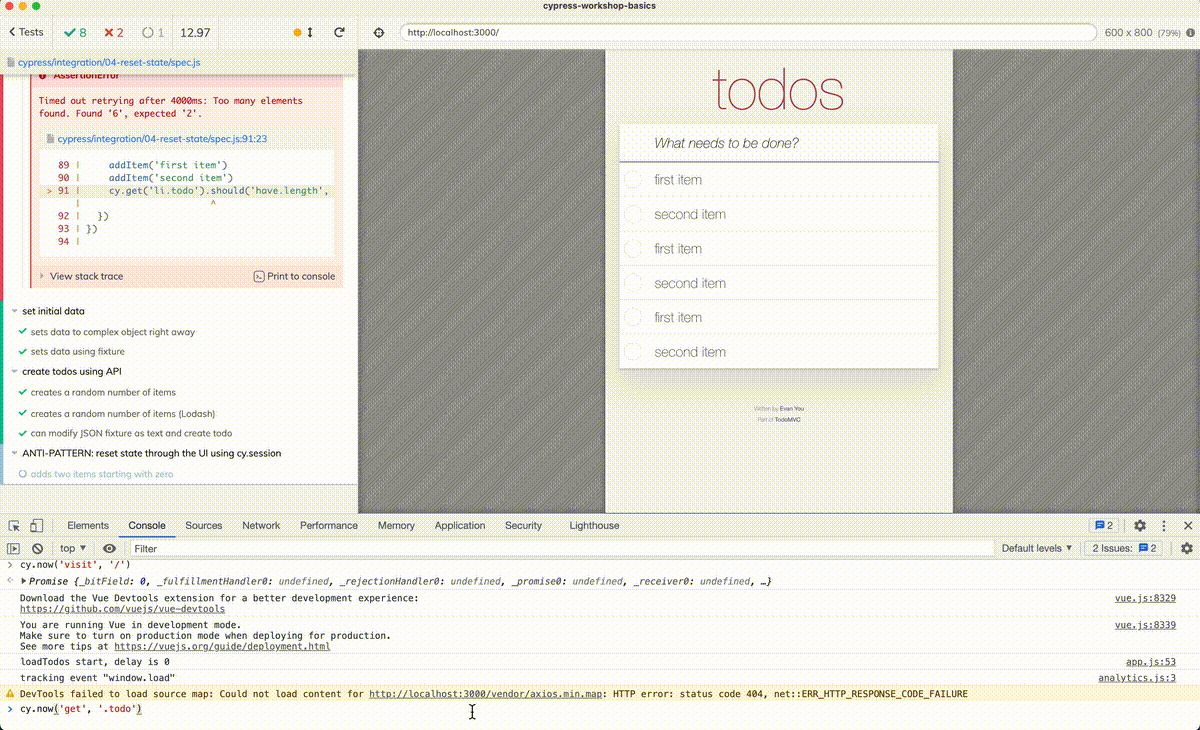 cypress-workshop-basics
Tests
8
2
1
12.97
http://localhost:3000/
600 x 800 (79%)
cypress/integration/04-reset-state/spec.js
AssertionError
Timed out retrying after 4000ms: Too many elements
found. Found '6', expected '2'.
cypress/integration/04-reset-state/spec.js:91:23
89 | addItem('first item')
90 | addItem('second item')
> 91 | cy.get('li.todo').should('have.length',
| ^
92 | })
93 | })
94 |
View stack trace
Print to console
set initial data
sets data to complex object right away
sets data using fixture
create todos using API
creates a random number of items
creates a random number of items (Lodash)
can modify JSON fixture as text and create todo
ANTI-PATTERN: reset state through the UI using cy.session
adds two items starting with zero
todos
What needs to be done?
first item
second item
first item
second item
first item
second item
Written by Evan You
Part of TodoMVC
Elements Console Sources Network Performance Memory Application Security Lighthouse
2
top ▼
Filter
Default levels ▼
2 Issues: 2
> cy.now('visit', '/')
Promise {_bitField: 0, _fulfillmentHandler0: undefined, _rejectionHandler0: undefined, _promise0: undefined, _receiver0: undefined, …}
Download the Vue Devtools extension for a better development experience: vue.js:8329
https://github.com/vuejs/vue-devtools
You are running Vue in development mode. vue.js:8339
Make sure to turn on production mode when deploying for production.
See more tips at https://vuejs.org/guide/deployment.html
loadTodos start, delay is 0 app.js:53
tracking event "window.load" analytics.js:3
DevTools failed to load source map: Could not load content for http://localhost:3000/vendor/axios.min.map: HTTP error: status code 404, net::ERR_HTTP_RESPONSE_CODE_FAILURE
> cy.now('get', '.todo')